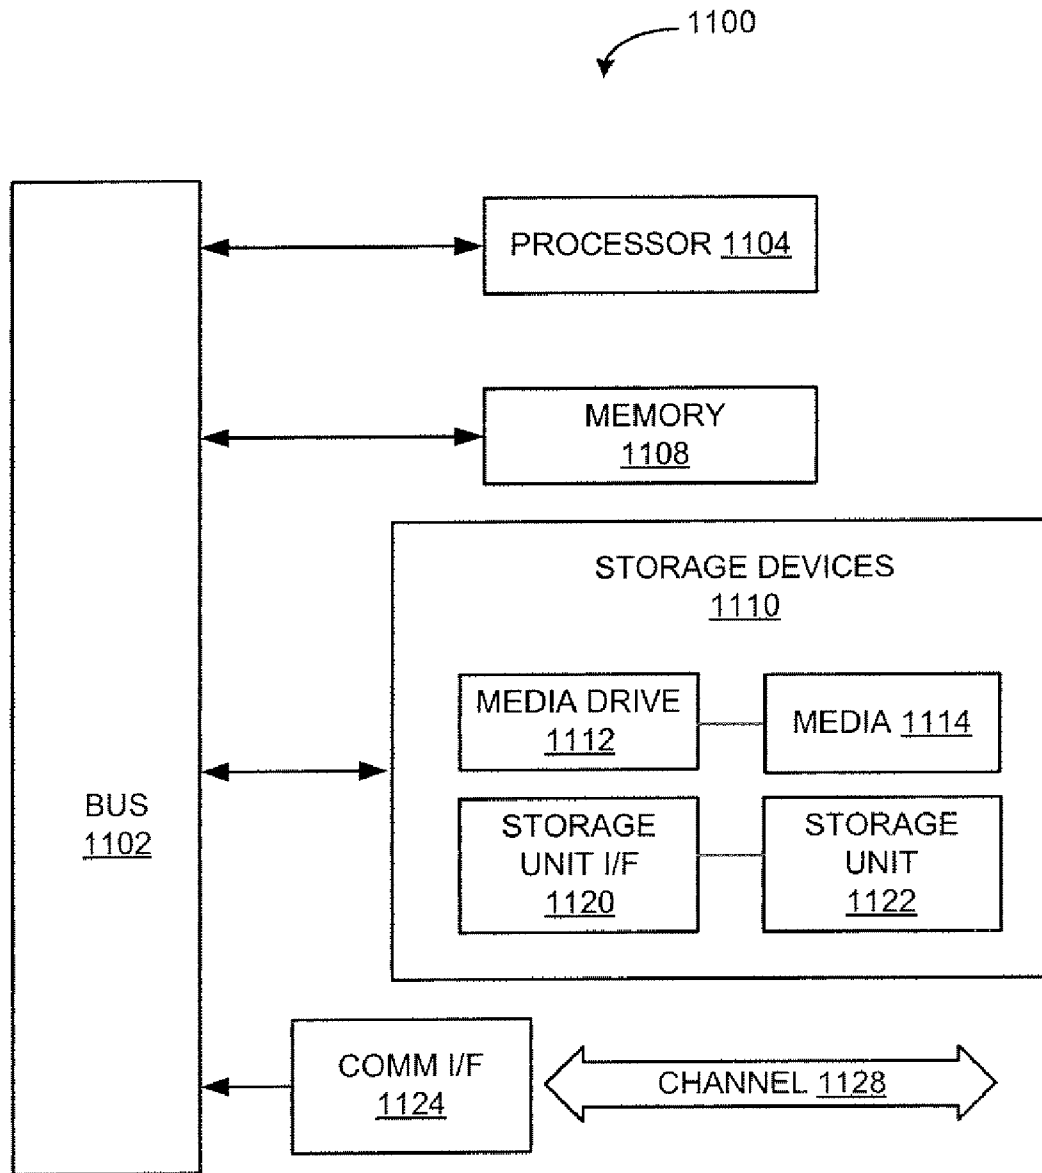 1100
PROCESSOR 1104
MEMORY
1108
STORAGE DEVICES
1110
MEDIA DRIVE
1112
MEDIA 1114
STORAGE
UNIT I/F
1120
STORAGE
UNIT
1122
BUS
1102
COMM I/F
1124
CHANNEL 1128